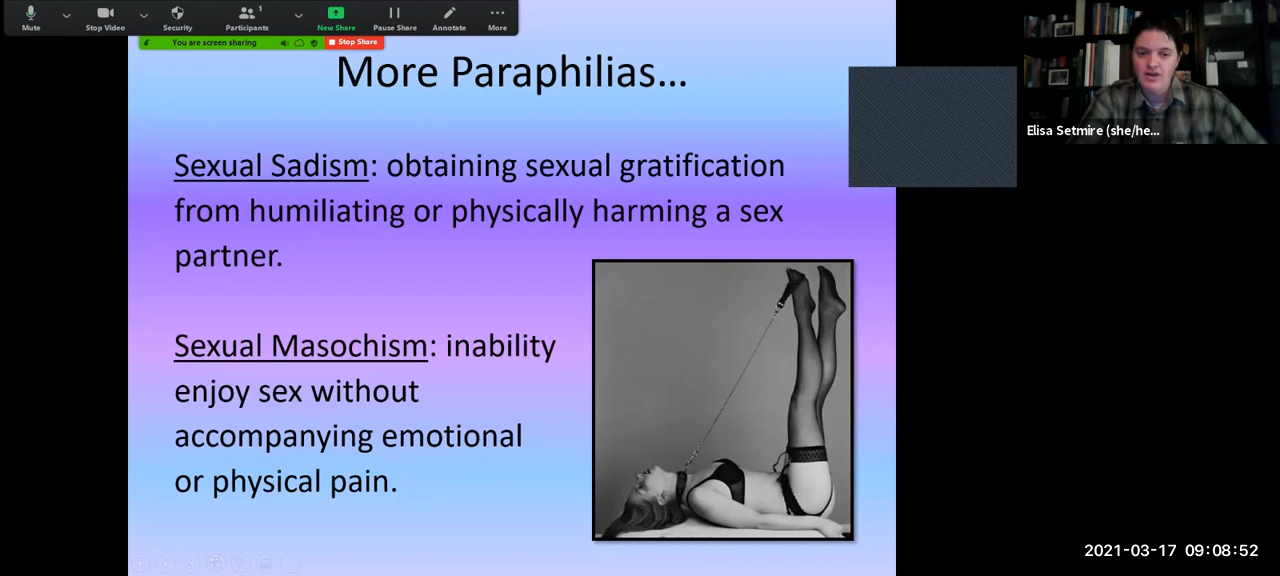 Mute
Stop Video
Security
Participants
1
New Share
Pause Share
Annotate
More
You are screen sharing
Stop Share
More Paraphilias…
Sexual Sadism: obtaining sexual gratification
from humiliating or physically harming a sex
partner.
Sexual Masochism: inability
enjoy sex without
accompanying emotional
or physical pain.
Elisa Setmire (she/he...
2021-03-17 09:08:52